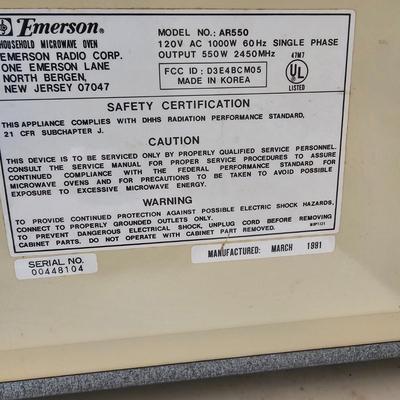 Emerson®
HOUSEHOLD MICROWAVE OVEN
EMERSON RADIO CORP.
ONE EMERSON LANE
NORTH BERGEN,
NEW JERSEY 07047
MODEL NO.: AR550
120V AC 1000W 60Hz SINGLE PHASE
OUTPUT 550W 2450MHz
FCC ID : D3E4BCM05
MADE IN KOREA
47M7
UL
LISTED
SAFETY CERTIFICATION
THIS APPLIANCE COMPLIES WITH DHHS RADIATION PERFORMANCE STANDARD,
21 CFR SUBCHAPTER J.
CAUTION
THIS DEVICE IS TO BE SERVICED ONLY BY PROPERLY QUALIFIED SERVICE PERSONNEL.
CONSULT THE SERVICE MANUAL FOR PROPER SERVICE PROCEDURES TO ASSURE
CONTINUED COMPLIANCE WITH THE FEDERAL PERFORMANCE STANDARD FOR
MICROWAVE OVENS AND FOR PRECAUTIONS TO BE TAKEN TO AVOID POSSIBLE
EXPOSURE TO EXCESSIVE MICROWAVE ENERGY.
WARNING
TO PROVIDE CONTINUED PROTECTION AGAINST POSSIBLE ELECTRIC SHOCK HAZARDS,
CONNECT TO PROPERLY GROUNDED OUTLETS ONLY.
TO PREVENT DANGEROUS ELECTRICAL SHOCK, UNPLUG CORD BEFORE REMOVING
CABINET PARTS. DO NOT OPERATE WITH CABINET PART REMOVED.
SERIAL NO.
00448104
MANUFACTURED: MARCH 1991